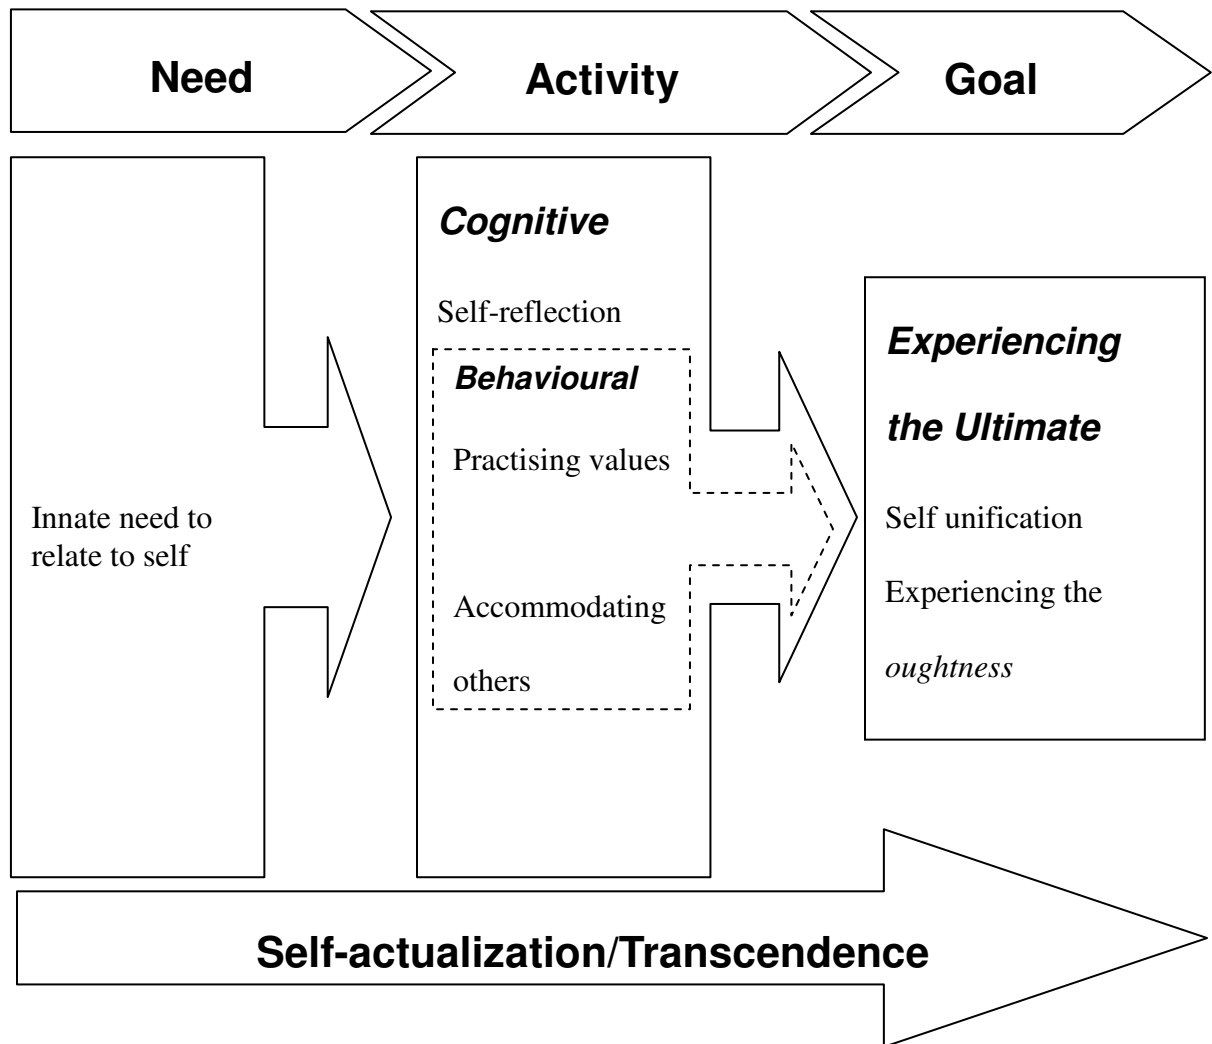 Need
Activity
Goal
Innate need to
relate to self
Cognitive
Self-reflection
Behavioural
Practising values
Accommodating
others
Experiencing
the Ultimate
Self unification
Experiencing the
oughtness
Self-actualization/Transcendence